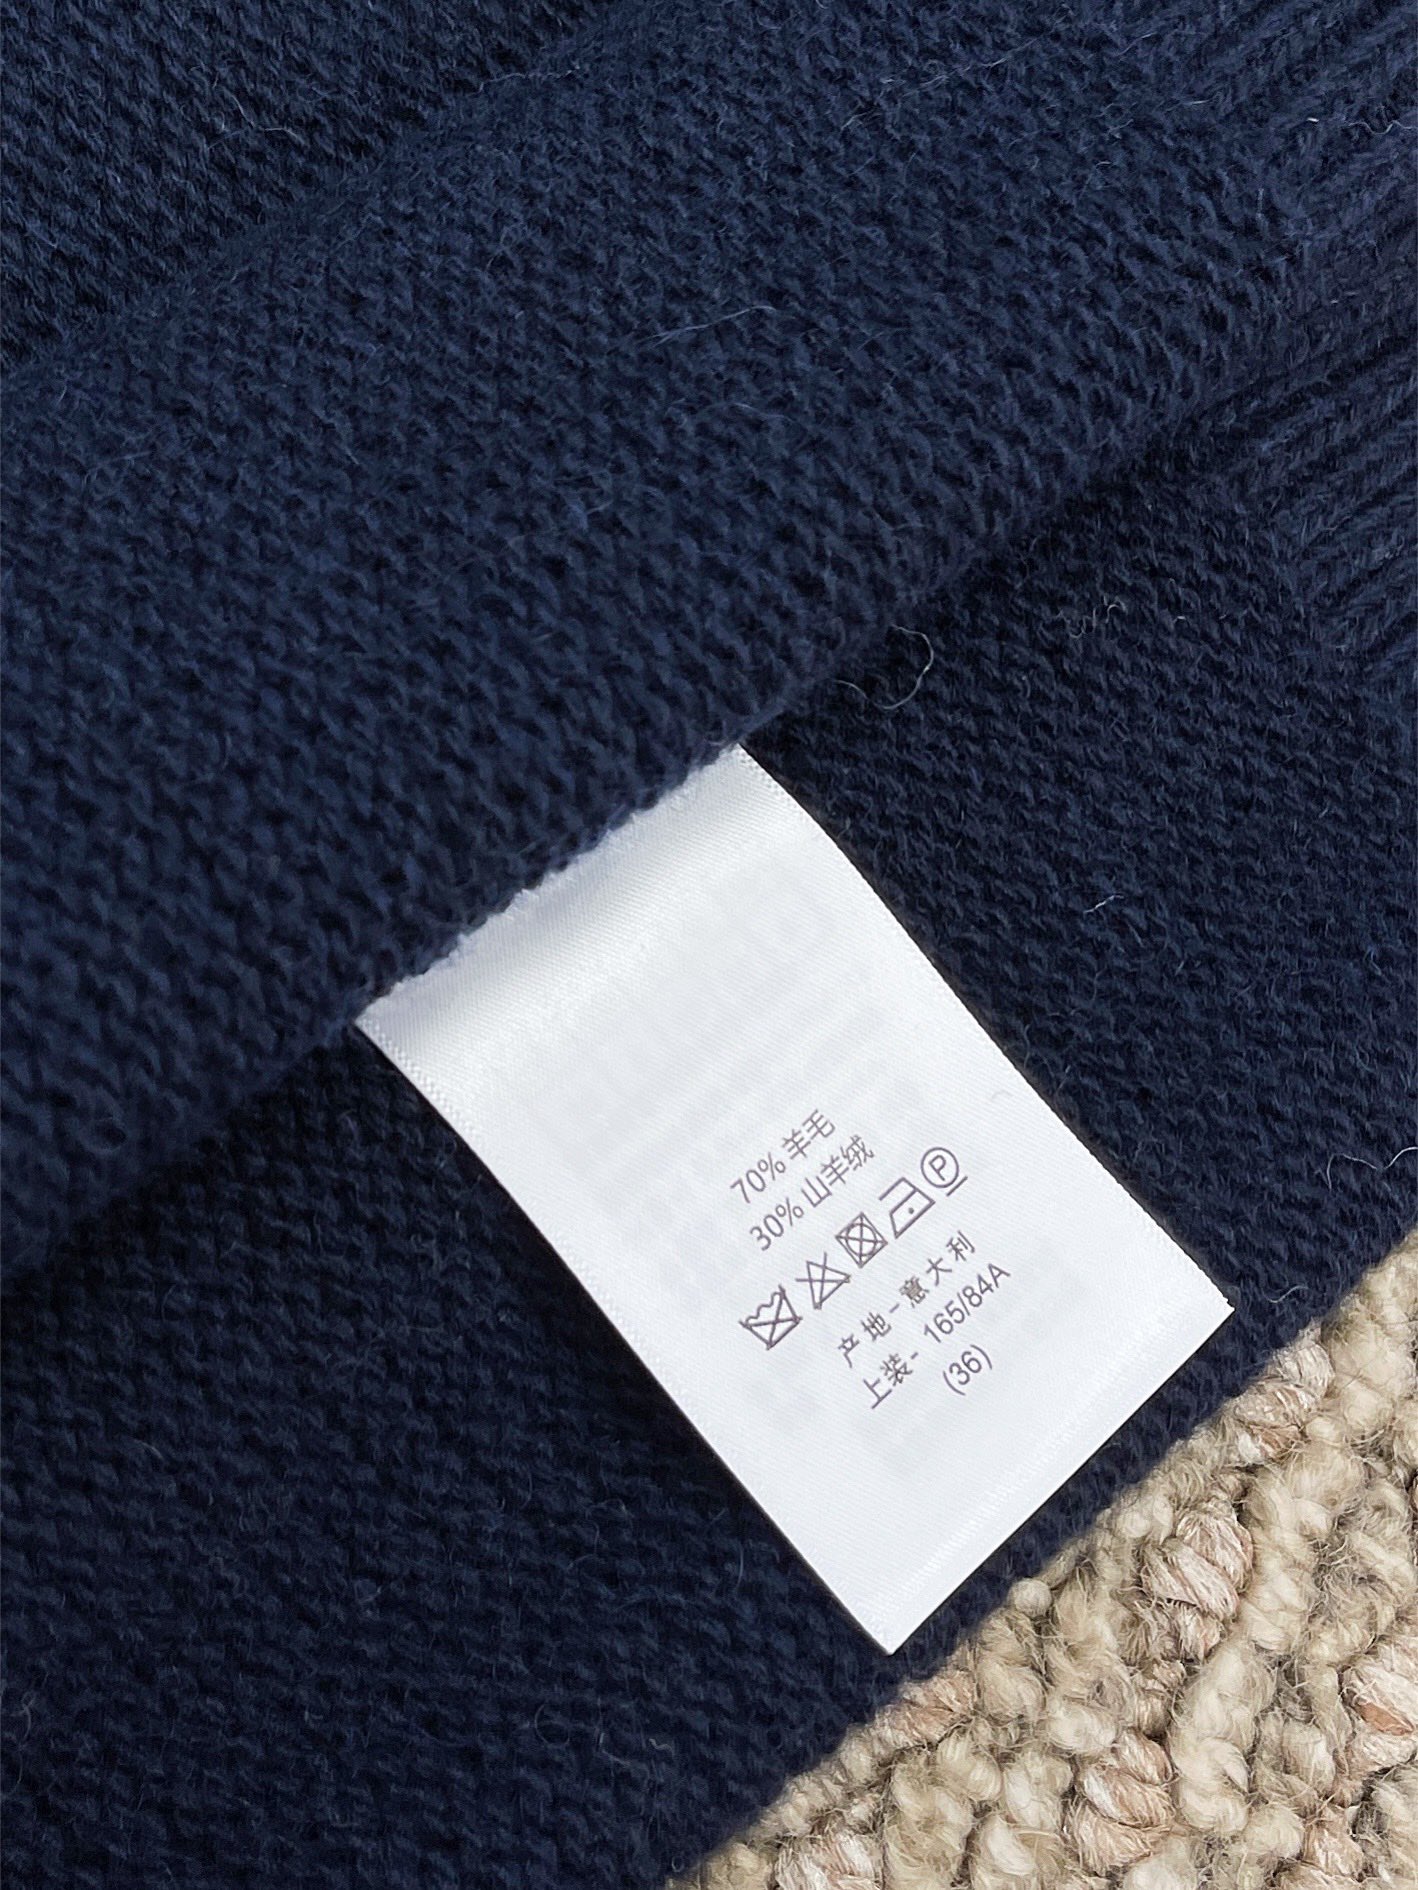 70% 羊毛
30% 山羊绒
P
产地-意大利
上装- 165/84A
(36)